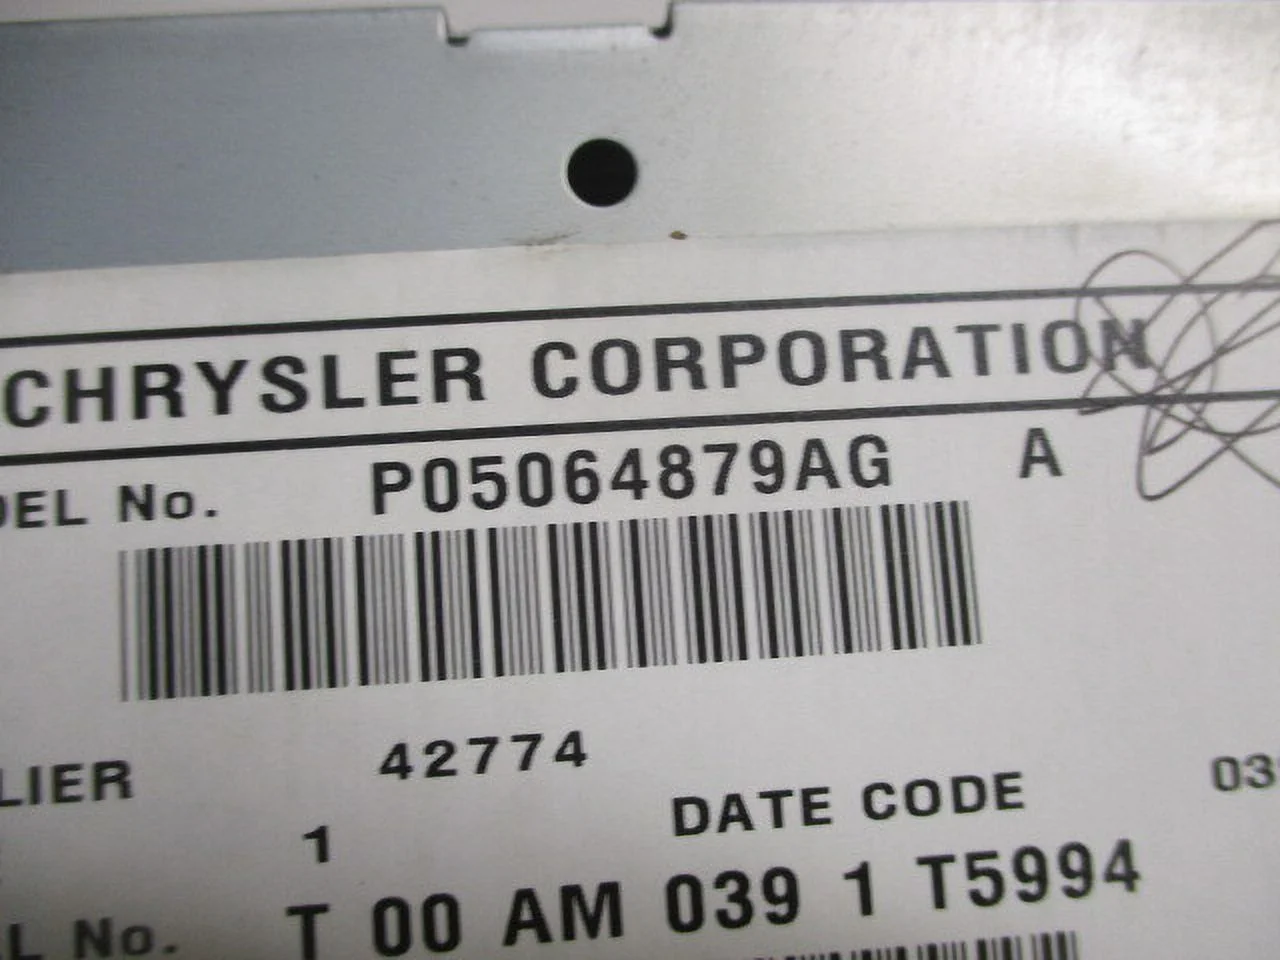 CHRYSLER CORPORATION
DEL No. P05064879AG A
LIER 42774
DATE CODE 03
1
L No. T 00 AM 039 1 T5994